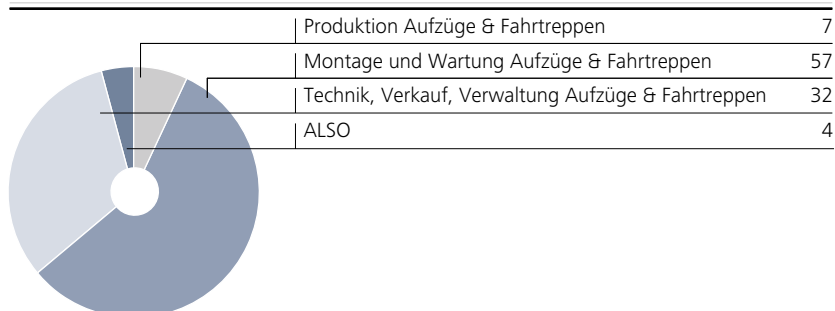 Produktion Aufzüge & Fahrtreppen 7
Montage und Wartung Aufzüge & Fahrtreppen 57
Technik, Verkauf, Verwaltung Aufzüge & Fahrtreppen 32
ALSO 4